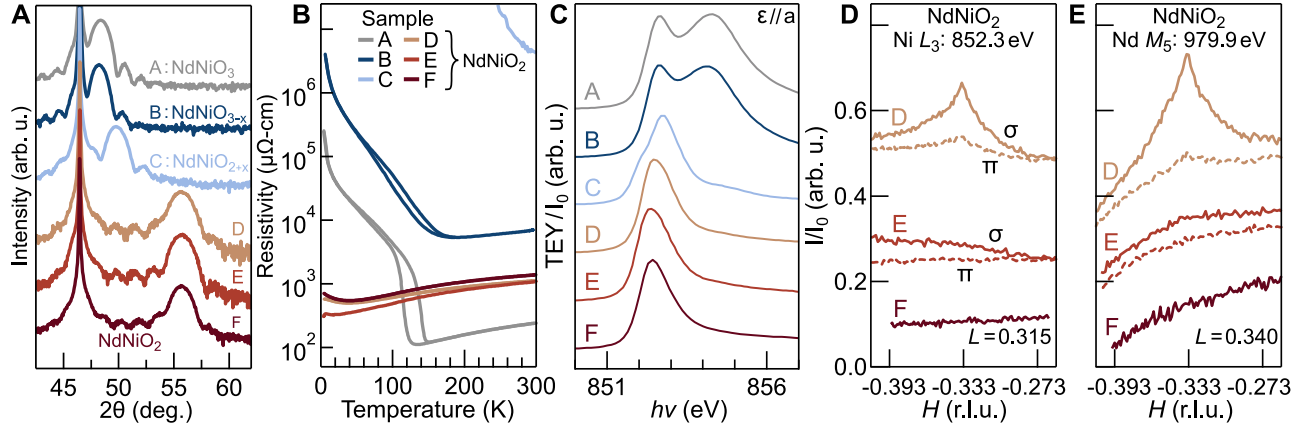 A
Intensity (arb. u.)
A:NdNiO3
B:NdNiO3-x
C:NdNiO2+x
D
E
F
NdNiO2
46 50 55 60
2θ (deg.)
B
Resistivity (μΩ-cm)
10^6
10^5
10^4
10^3
10^2
Sample
A D
B E
C F
NdNiO2
0 100 200 300
Temperature (K)
C
ε//a
TEY/I0 (arb. u.)
A
B
C
D
E
F
851 856
hν (eV)
D
NdNiO2
Ni L3: 852.3 eV
I/I0 (arb. u.)
0.6
0.4
0.2
0.0
D
σ
π
E
σ
π
F
L=0.315
-0.393 -0.333 -0.273
H (r.l.u.)
E
NdNiO2
Nd M5: 979.9 eV
D
E
F
L=0.340
-0.393 -0.333 -0.273
H (r.l.u.)